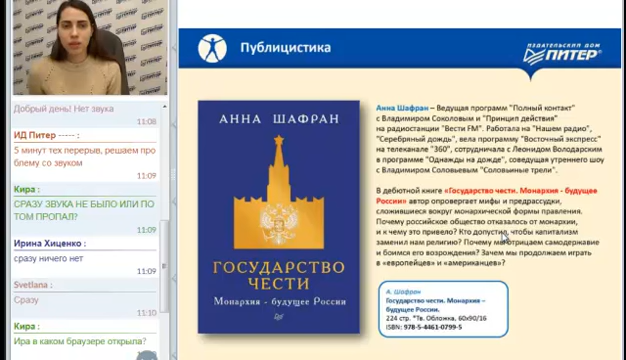 Добрый день! Нет звука
11:08
ИД Питер ----- :
5 минут тех перерыв, решаем про
блему со звуком
11:09
Кира :
СРАЗУ ЗВУКА НЕ БЫЛО ИЛИ ПО
ТОМ ПРОПАЛ?
11:09
Ирина Хиценко :
сразу ничего нет
11:09
Svetlana :
Сразу
11:10
Кира :
Ира в каком браузере открыла?
Публицистика
ИЗДАТЕЛЬСКИЙ ДОМ
ПИТЕР
АННА ШАФРАН
ГОСУДАРСТВО
ЧЕСТИ
Монархия - будущее России
Анна Шафран – Ведущая программ "Полный контакт"
с Владимиром Соколовым и "Принцип действия"
на радиостанции "Вести FM". Работала на "Нашем радио",
"Серебряный дождь", вела программу "Восточный экспресс"
на телеканале "360", сотрудничала с Леонидом Володарским
в программе "Однажды на дожде", соведущая утреннего шоу
с Владимиром Соловьевым "Соловьиные трели".
В дебютной книге «Государство чести. Монархия - будущее
России» автор опровергает мифы и предрассудки,
сложившиеся вокруг монархической формы правления.
Почему российское общество отказалось от монархии,
и к чему это привело? Кто допустил, чтобы капитализм
заменил нам религию? Почему мы отрицаем самодержавие
и боимся его возрождения? Зачем мы продолжаем играть
в «европейцев» и «американцев»?
А. Шафран
Государство чести. Монархия –
будущее России.
224 стр. *Тв. Обложка, 60х90/16
ISBN: 978-5-4461-0799-5